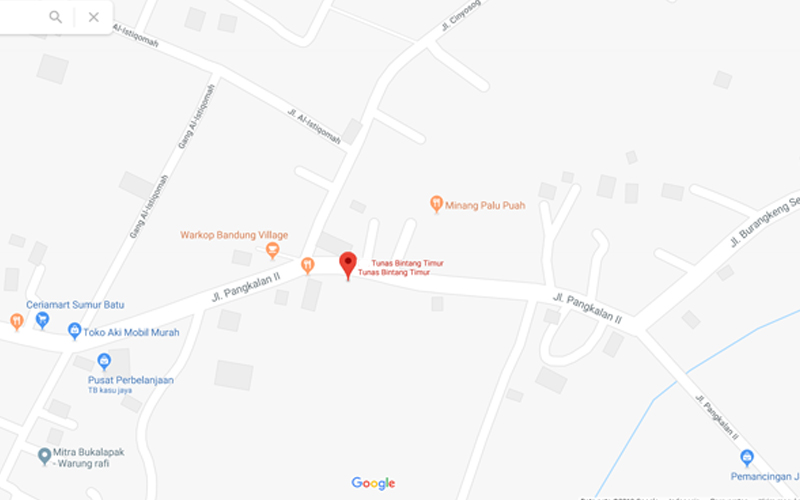 Al-Istiqomah
Jl. Cinyosog
Gang Al-Istiqomah
Jl. Al-Istiqomah
Gang Al-Istiqomah
Minang Palu Puah
Warkop Bandung Village
Jl. Burangkeng Se
Tunas Bintang Timur
Tunas Bintang Timur
Jl. Pangkalan II
Jl. Pangkalan II
Ceriamart Sumur Batu
Toko Aki Mobil Murah
Pusat Perbelanjaan
TB kasu jaya
Jl. Pangkalan II
Mitra Bukalapak
- Warung rafi
Pemancingan J
Google